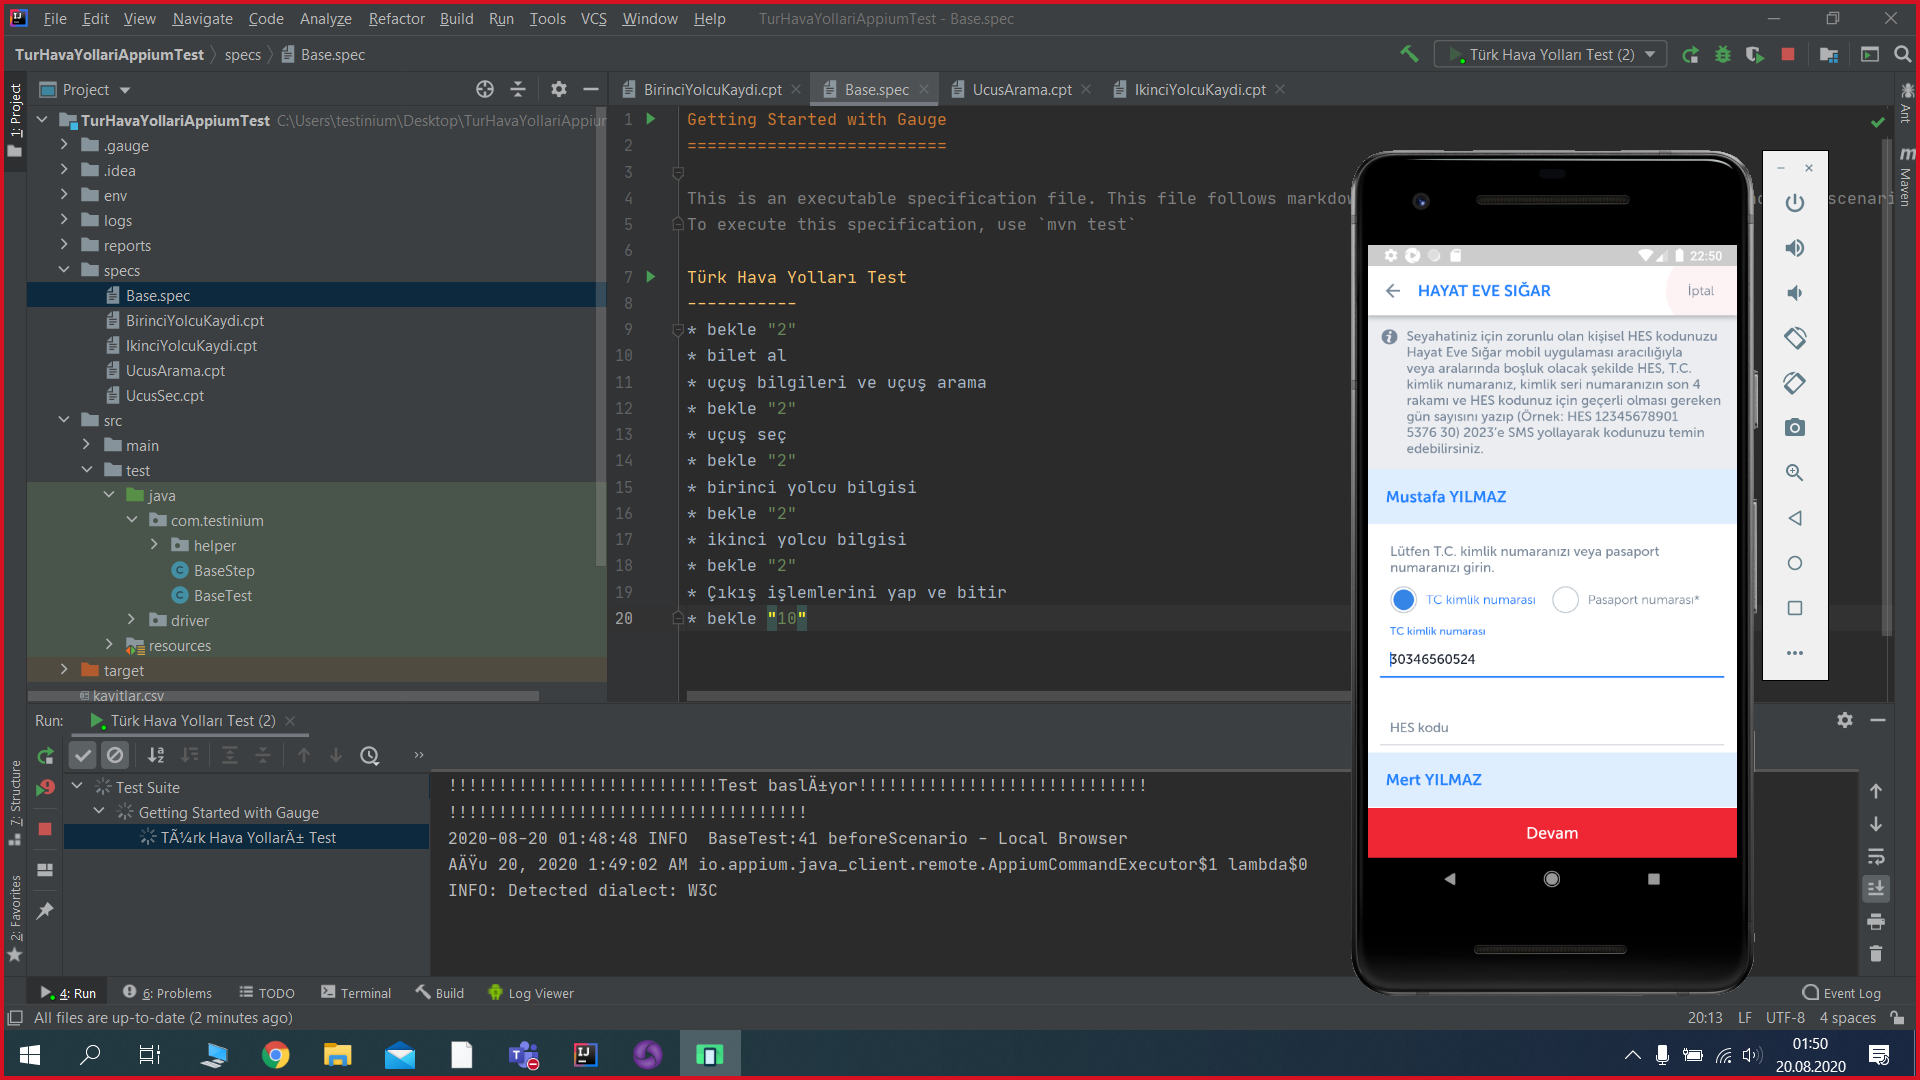 File Edit View Navigate Code Analyze Refactor Build Run Tools VCS Window Help TurHavaYollariAppiumTest - Base.spec
TurHavaYollariAppiumTest specs Base.spec
Türk Hava Yolları Test (2)
1: Project
Project
BirinciYolcuKaydi.cpt
Base.spec
UcusArama.cpt
IkinciYolcuKaydi.cpt
Ant
Maven
TurHavaYollariAppiumTest C:\Users\testinium\Desktop\TurHavaYollariAppiur
.gauge
.idea
env
logs
reports
specs
Base.spec
BirinciYolcuKaydi.cpt
IkinciYolcuKaydi.cpt
UcusArama.cpt
UcusSec.cpt
src
main
test
java
com.testinium
helper
BaseStep
BaseTest
driver
resources
target
kayitlar.csv
1 Getting Started with Gauge
2 ==========================
3
4 This is an executable specification file. This file follows markdow scenari
5 To execute this specification, use `mvn test`
6
7 Türk Hava Yolları Test
8 -----------
9 * bekle "2"
10 * bilet al
11 * uçuş bilgileri ve uçuş arama
12 * bekle "2"
13 * uçuş seç
14 * bekle "2"
15 * birinci yolcu bilgisi
16 * bekle "2"
17 * ikinci yolcu bilgisi
18 * bekle "2"
19 * Çıkış işlemlerini yap ve bitir
20 * bekle "10"
22:50
HAYAT EVE SIĞAR
İptal
Seyahatiniz için zorunlu olan kişisel HES kodunuzu
Hayat Eve Sığar mobil uygulaması aracılığıyla
veya aralarında boşluk olacak şekilde HES, T.C.
kimlik numaranız, kimlik seri numaranızın son 4
rakamı ve HES kodunuz için geçerli olması gereken
gün sayısını yazıp (Örnek: HES 12345678901
5376 30) 2023'e SMS yollayarak kodunuzu temin
edebilirsiniz.
Mustafa YILMAZ
Lütfen T.C. kimlik numaranızı veya pasaport
numaranızı girin.
TC kimlik numarası
Pasaport numarası*
TC kimlik numarası
30346560524
HES kodu
Mert YILMAZ
Devam
Run: Türk Hava Yolları Test (2)
7: Structure
2: Favorites
Test Suite
Getting Started with Gauge
TÃ¼rk Hava YollarÄ± Test
!!!!!!!!!!!!!!!!!!!!!!!!!!!Test baslÄ±yor!!!!!!!!!!!!!!!!!!!!!!!!!!!!!
!!!!!!!!!!!!!!!!!!!!!!!!!!!!!!!!!!!!
2020-08-20 01:48:48 INFO  BaseTest:41 beforeScenario - Local Browser
AÄŸu 20, 2020 1:49:02 AM io.appium.java_client.remote.AppiumCommandExecutor$1 lambda$0
INFO: Detected dialect: W3C
4: Run 6: Problems TODO Terminal Build Log Viewer Event Log
All files are up-to-date (2 minutes ago) 20:13 LF UTF-8 4 spaces
01:50
20.08.2020